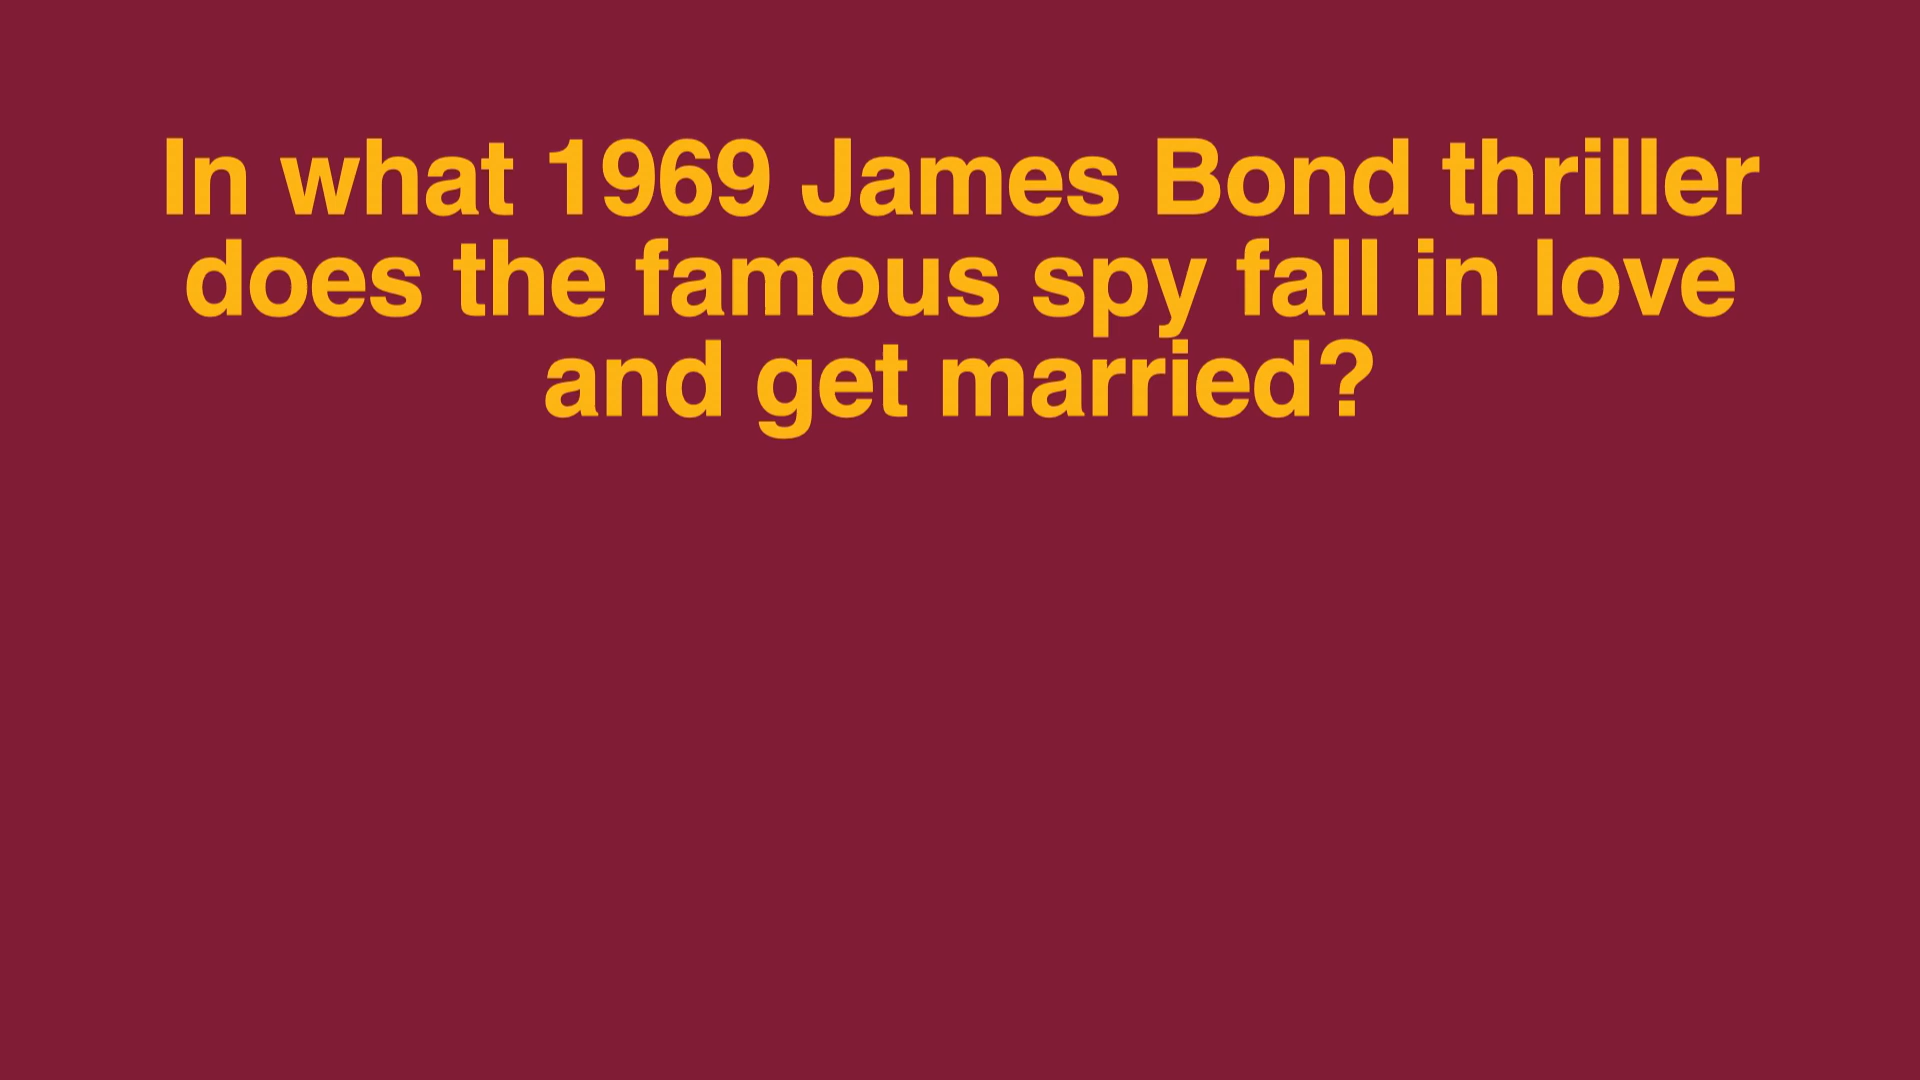 In what 1969 James Bond thriller
does the famous spy fall in love
and get married?